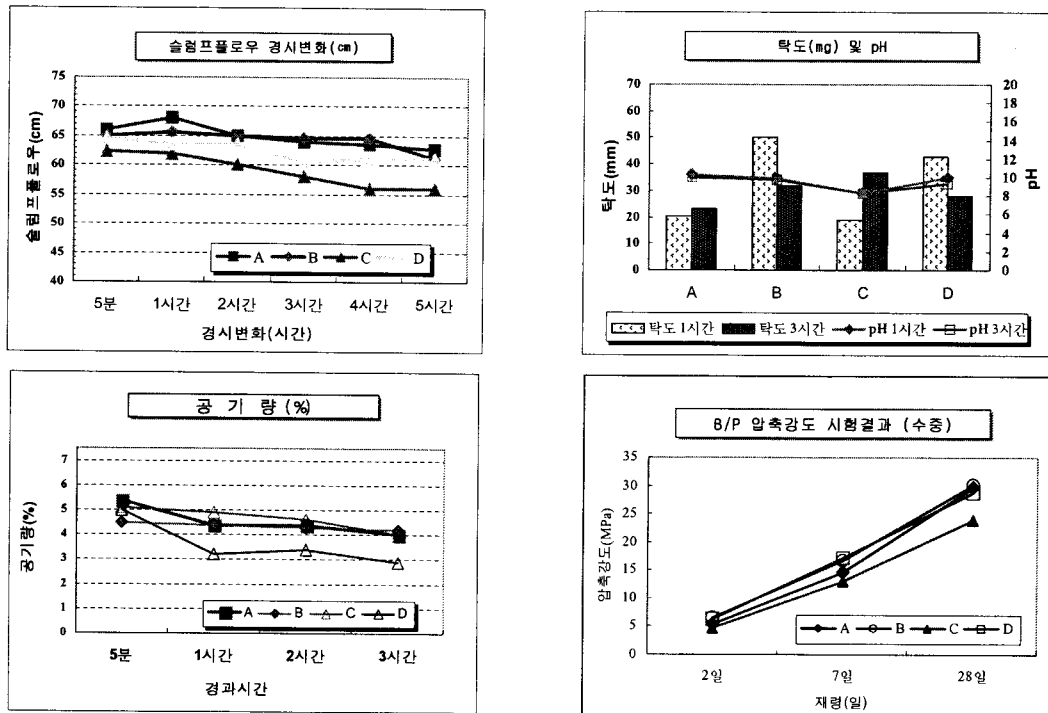 슬럼프플로우 경시변화(cm)
슬럼프플로우(cm)
75
70
65
60
55
50
45
40
A B C D
5분 1시간 2시간 3시간 4시간 5시간
경시변화(시간)
탁도(mg) 및 pH
탁도(mm)
70
60
50
40
30
20
10
0
20
18
16
14
12
10
8
6
4
2
0
pH
A B C D
탁도 1시간 탁도 3시간 pH 1시간 pH 3시간
공 기 량 (%)
공기량(%)
7
6
5
4
3
2
1
0
A B C D
5분 1시간 2시간 3시간
경과시간
B/P 압축강도 시험결과 (수중)
압축강도(MPa)
35
30
25
20
15
10
5
0
A B C D
2일 7일 28일
재령(일)